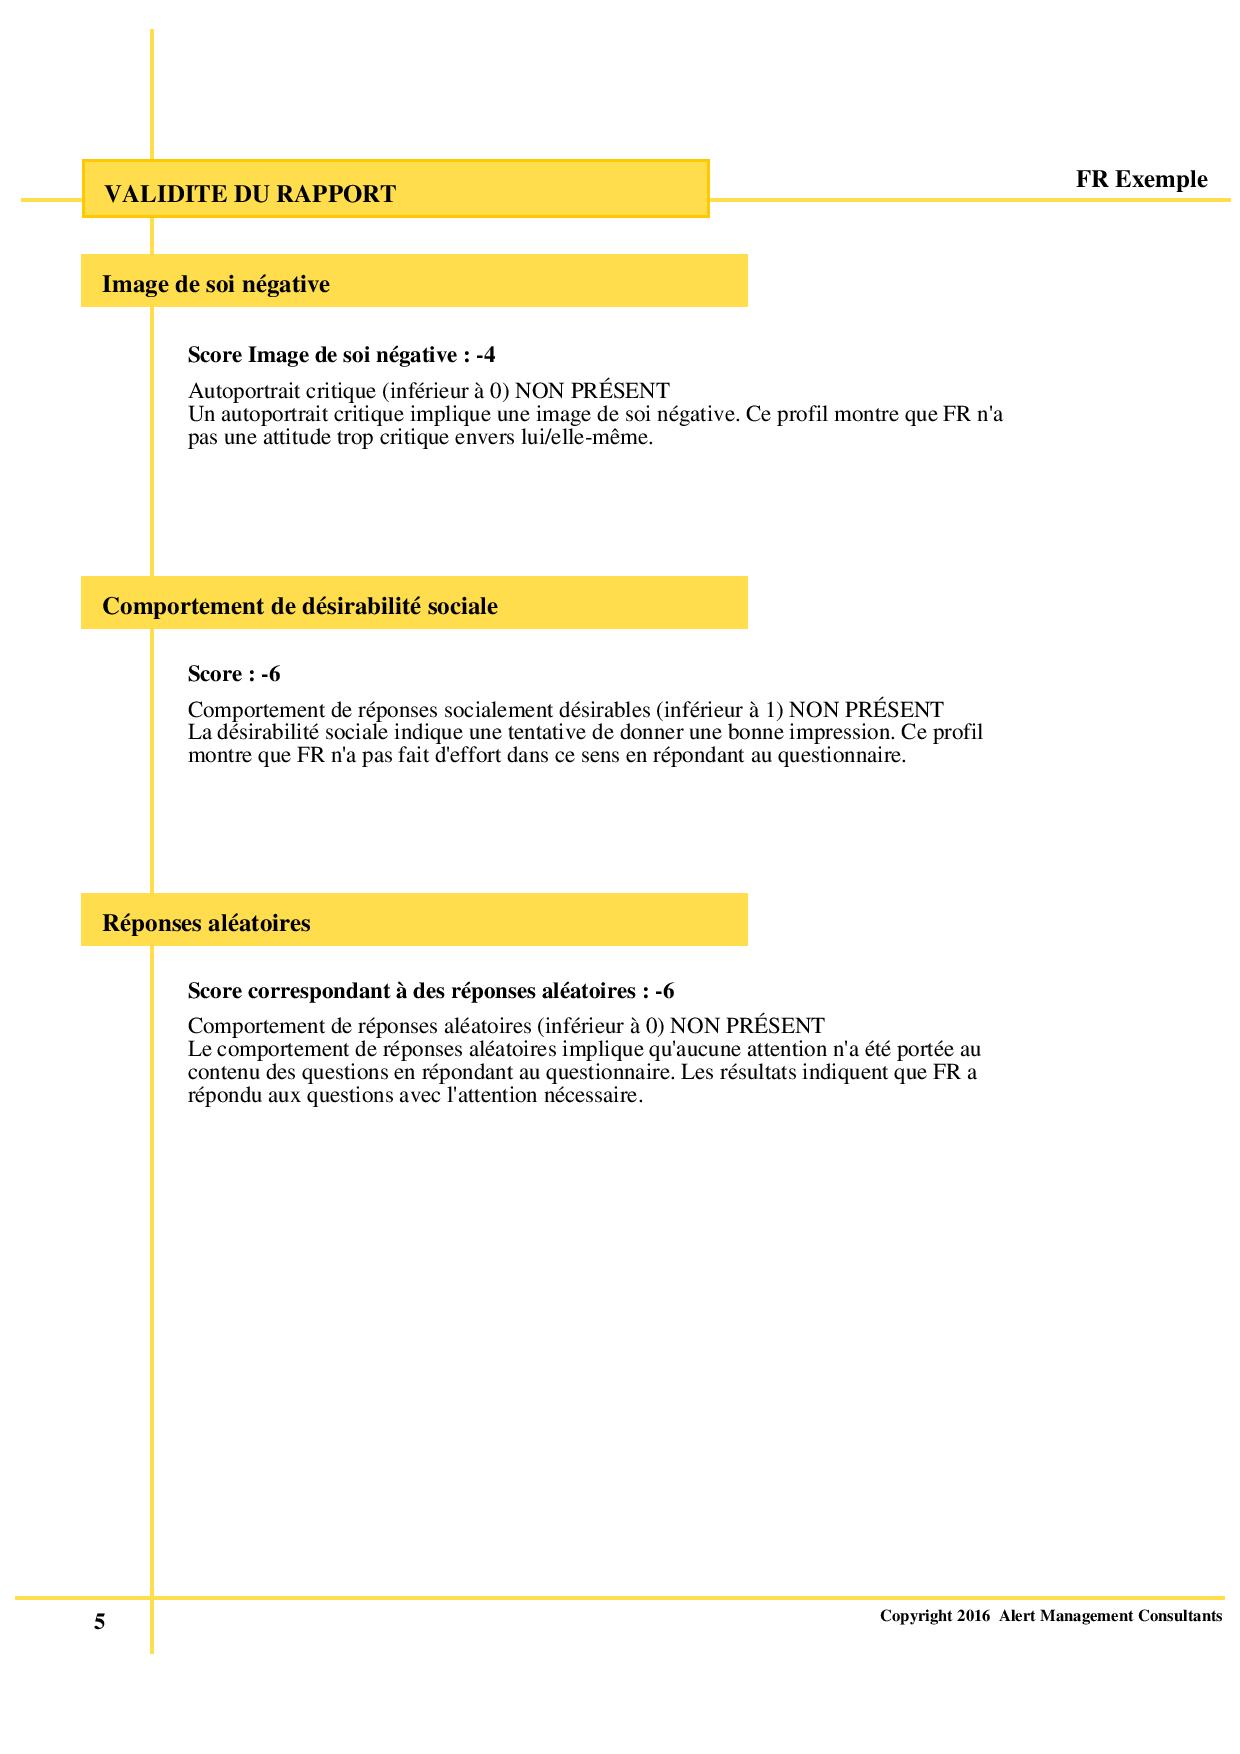 FR Exemple
VALIDITE DU RAPPORT
Image de soi négative
Score Image de soi négative : -4
Autoportrait critique (inférieur à 0) NON PRÉSENT
Un autoportrait critique implique une image de soi négative. Ce profil montre que FR n'a
pas une attitude trop critique envers lui/elle-même.
Comportement de désirabilité sociale
Score : -6
Comportement de réponses socialement désirables (inférieur à 1) NON PRÉSENT
La désirabilité sociale indique une tentative de donner une bonne impression. Ce profil
montre que FR n'a pas fait d'effort dans ce sens en répondant au questionnaire.
Réponses aléatoires
Score correspondant à des réponses aléatoires : -6
Comportement de réponses aléatoires (inférieur à 0) NON PRÉSENT
Le comportement de réponses aléatoires implique qu'aucune attention n'a été portée au
contenu des questions en répondant au questionnaire. Les résultats indiquent que FR a
répondu aux questions avec l'attention nécessaire.
5
Copyright 2016  Alert Management Consultants